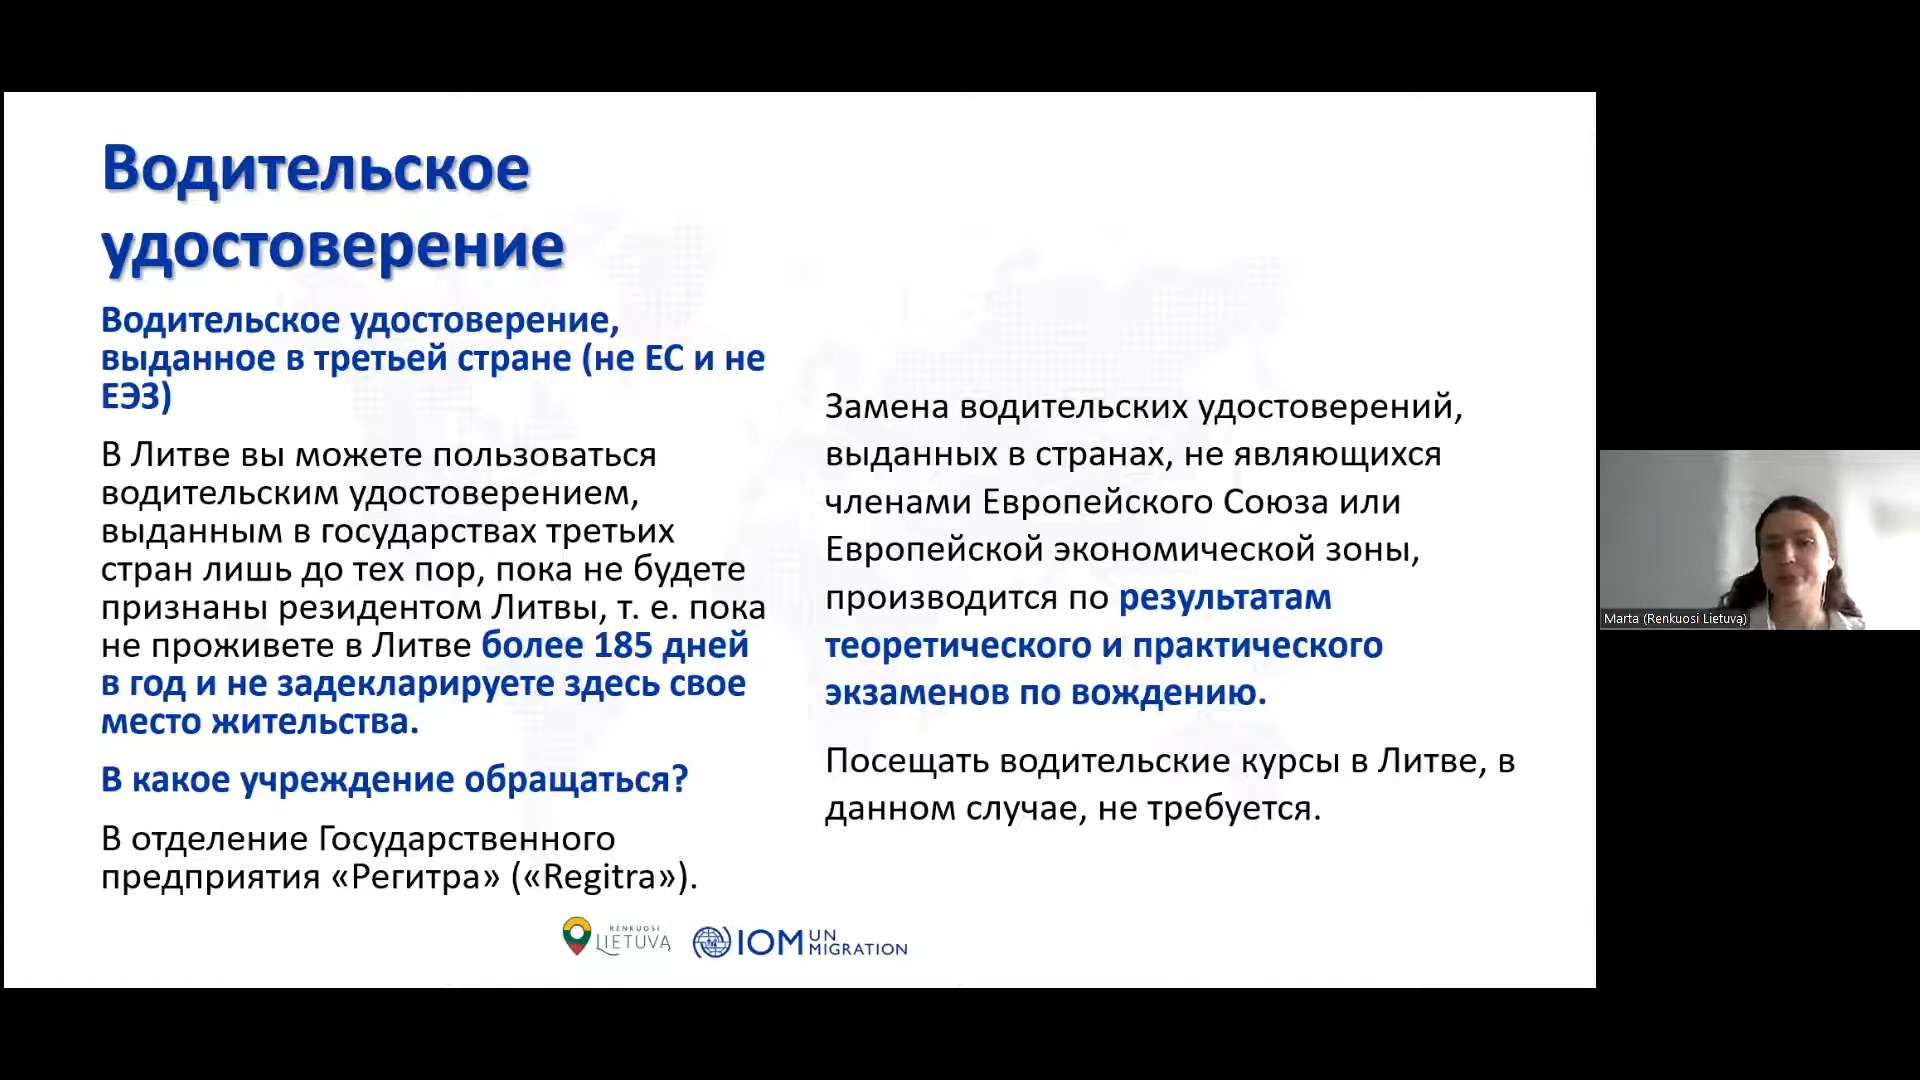 Водительское
удостоверение
Водительское удостоверение,
выданное в третьей стране (не ЕС и не
ЕЭЗ)
В Литве вы можете пользоваться
водительским удостоверением,
выданным в государствах третьих
стран лишь до тех пор, пока не будете
признаны резидентом Литвы, т. е. пока
не проживете в Литве более 185 дней
в год и не задекларируете здесь свое
место жительства.
В какое учреждение обращаться?
В отделение Государственного
предприятия «Регитра» («Regitra»).
Замена водительских удостоверений,
выданных в странах, не являющихся
членами Европейского Союза или
Европейской экономической зоны,
производится по результатам
теоретического и практического
экзаменов по вождению.
Посещать водительские курсы в Литве, в
данном случае, не требуется.
RENKUOSI
LIETUVĄ
IOM UN
MIGRATION
Marta (Renkuosi Lietuvą)